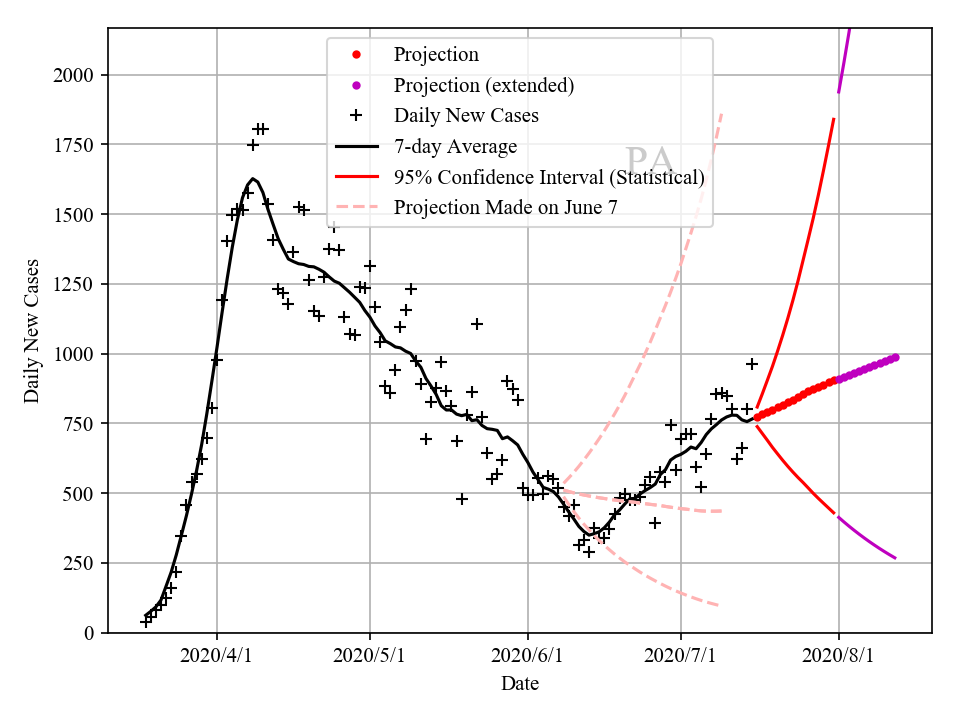 Projection
Projection (extended)
Daily New Cases
7-day Average
95% Confidence Interval (Statistical)
Projection Made on June 7
PA
2000
1750
1500
1250
1000
750
500
250
0
Daily New Cases
2020/4/1
2020/5/1
2020/6/1
2020/7/1
2020/8/1
Date